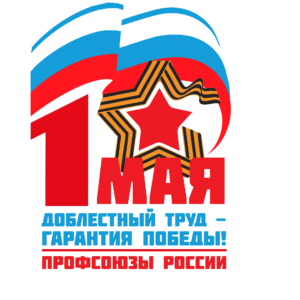 1 МАЯ
ДОБЛЕСТНЫЙ ТРУД –
ГАРАНТИЯ ПОБЕДЫ!
ПРОФСОЮЗЫ РОССИИ